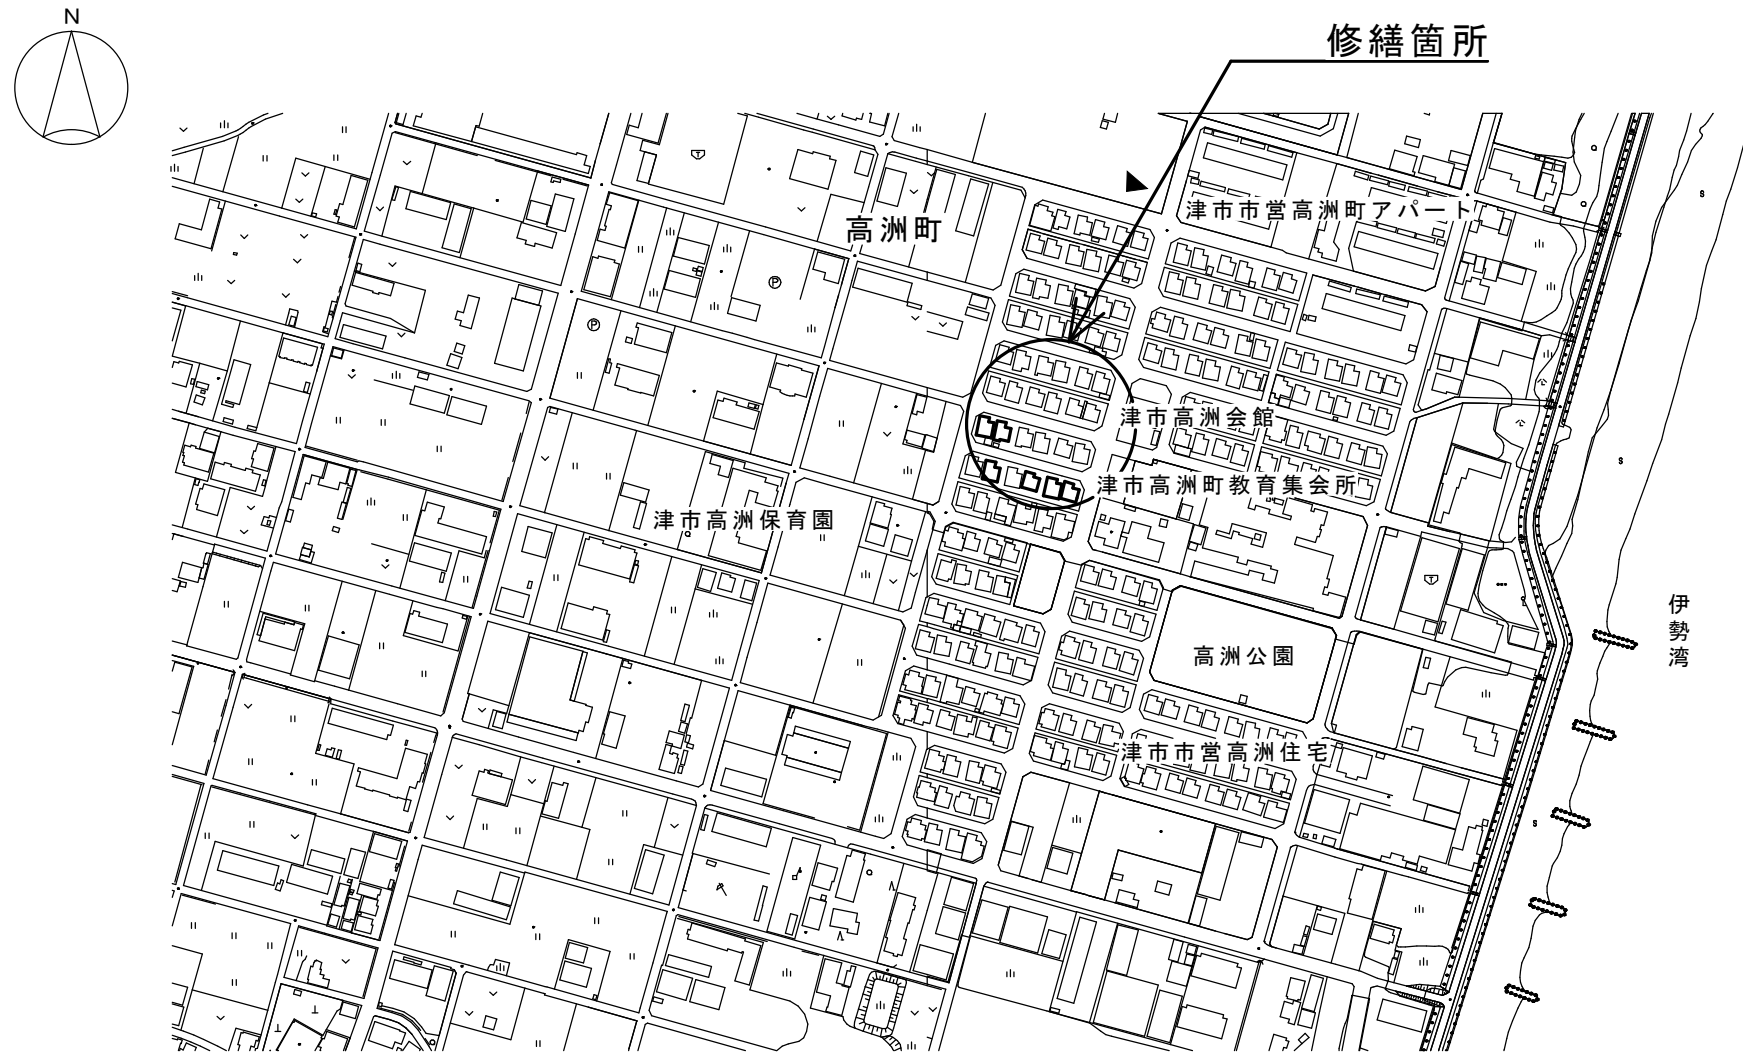 N
修繕箇所
津市市営高洲町アパート
高洲町
津市高洲会館
津市高洲町教育集会所
津市高洲保育園
伊勢湾
高洲公園
津市市営高洲住宅